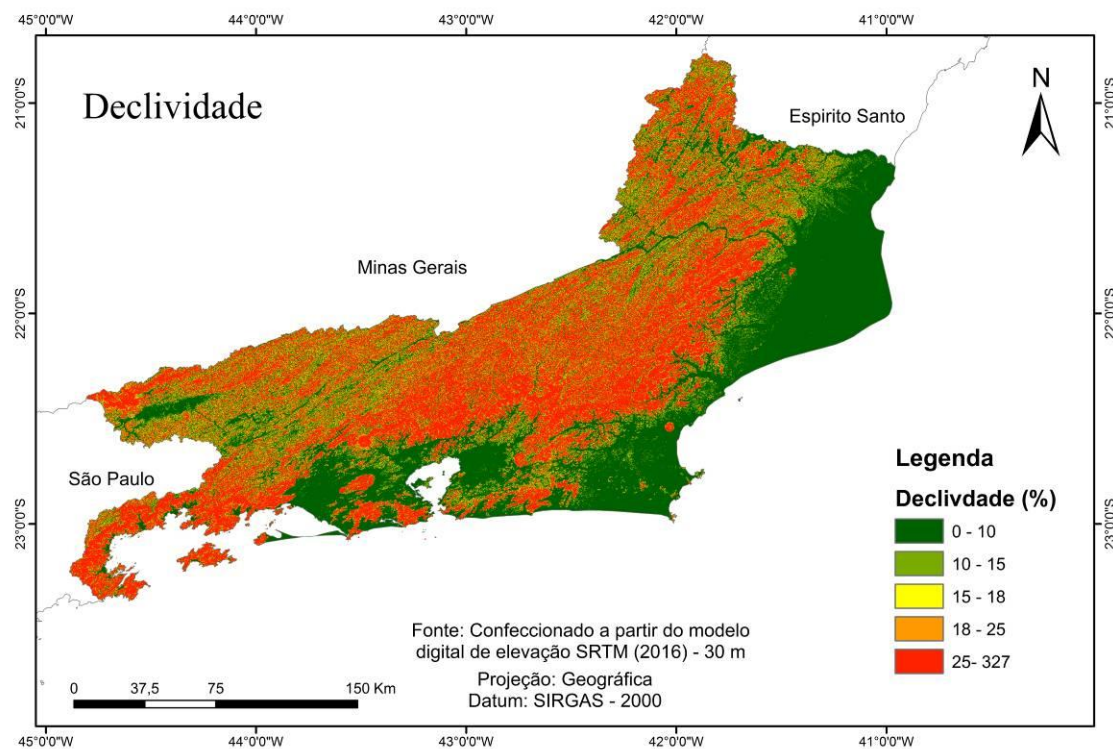 45°0'0"W 44°0'0"W 43°0'0"W 42°0'0"W 41°0'0"W
Declividade
N
21°0'0"S 21°0'0"S
Espirito Santo
Minas Gerais
22°0'0"S 22°0'0"S
São Paulo
23°0'0"S 23°0'0"S
Legenda
Declivdade (%)
0 - 10
10 - 15
15 - 18
18 - 25
25- 327
Fonte: Confeccionado a partir do modelo
digital de elevação SRTM (2016) - 30 m
Projeção: Geográfica
Datum: SIRGAS - 2000
0 37,5 75 150 Km
45°0'0"W 44°0'0"W 43°0'0"W 42°0'0"W 41°0'0"W